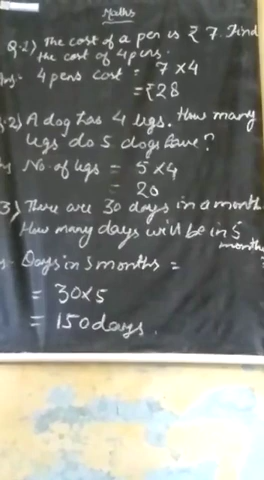 Maths
Q.2) The cost of a pen is ₹ 7. Find
the cost of 4 pens.
Ans: 4 pens cost = 7 × 4
= ₹28
2) A dog has 4 legs. How many
legs do 5 dogs have?
No. of legs = 5 × 4
= 20
3) There are 30 days in a month.
How many days will be in 5
months ?
Days in 5 months =
= 30 × 5
= 150 days.